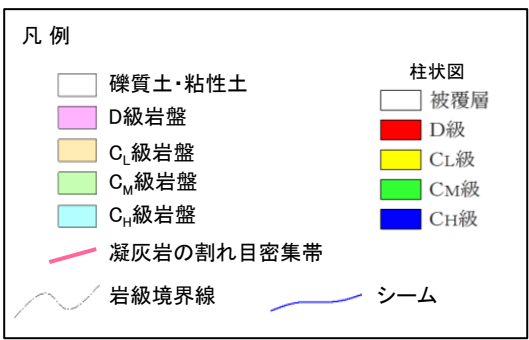 凡 例
礫質土・粘性土
D級岩盤
CL級岩盤
CM級岩盤
CH級岩盤
凝灰岩の割れ目密集帯
岩級境界線
シーム
柱状図
被覆層
D級
CL級
CM級
CH級